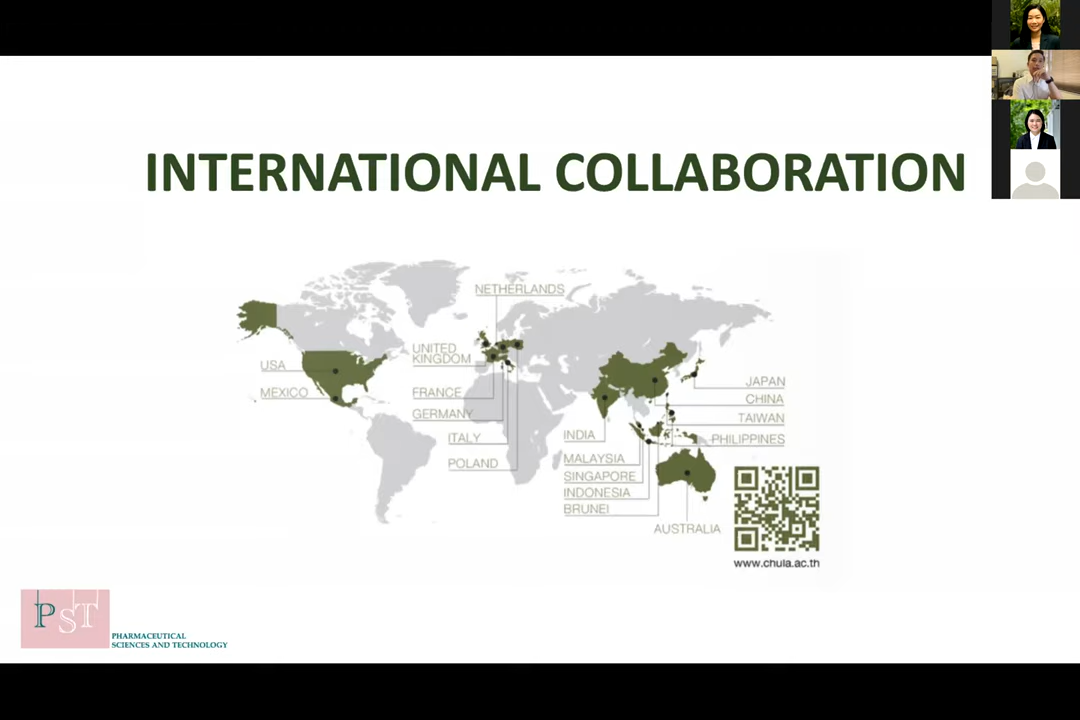 INTERNATIONAL COLLABORATION
NETHERLANDS
UNITED
KINGDOM
USA
MEXICO
FRANCE
GERMANY
ITALY
POLAND
JAPAN
CHINA
TAIWAN
PHILIPPINES
INDIA
MALAYSIA
SINGAPORE
INDONESIA
BRUNEI
AUSTRALIA
www.chula.ac.th
PST
PHARMACEUTICAL
SCIENCES AND TECHNOLOGY